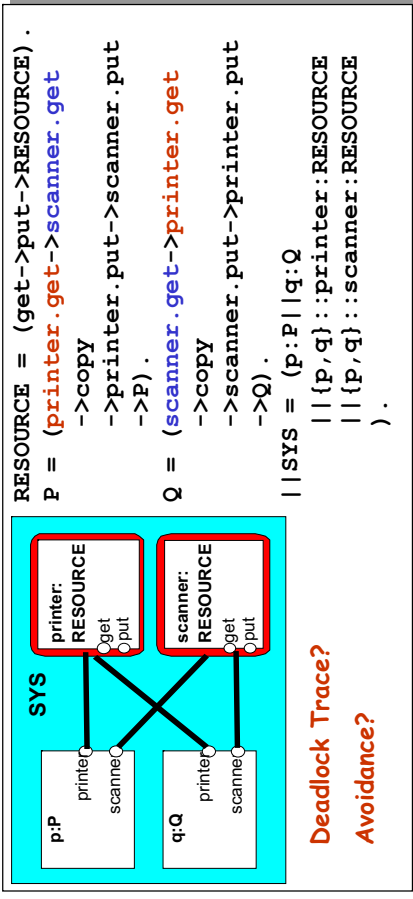 RESOURCE = (get->put->RESOURCE).
P = (printer.get->scanner.get
->copy
->printer.put->scanner.put
->P).
Q = (scanner.get->printer.get
->copy
->scanner.put->printer.put
->Q).
||SYS = (p:P||q:Q
||{p,q}::printer:RESOURCE
||{p,q}::scanner:RESOURCE
).
SYS
p:P
printer
scanner
q:Q
printer
scanner
printer:
RESOURCE
get
put
scanner:
RESOURCE
get
put
Deadlock Trace?
Avoidance?